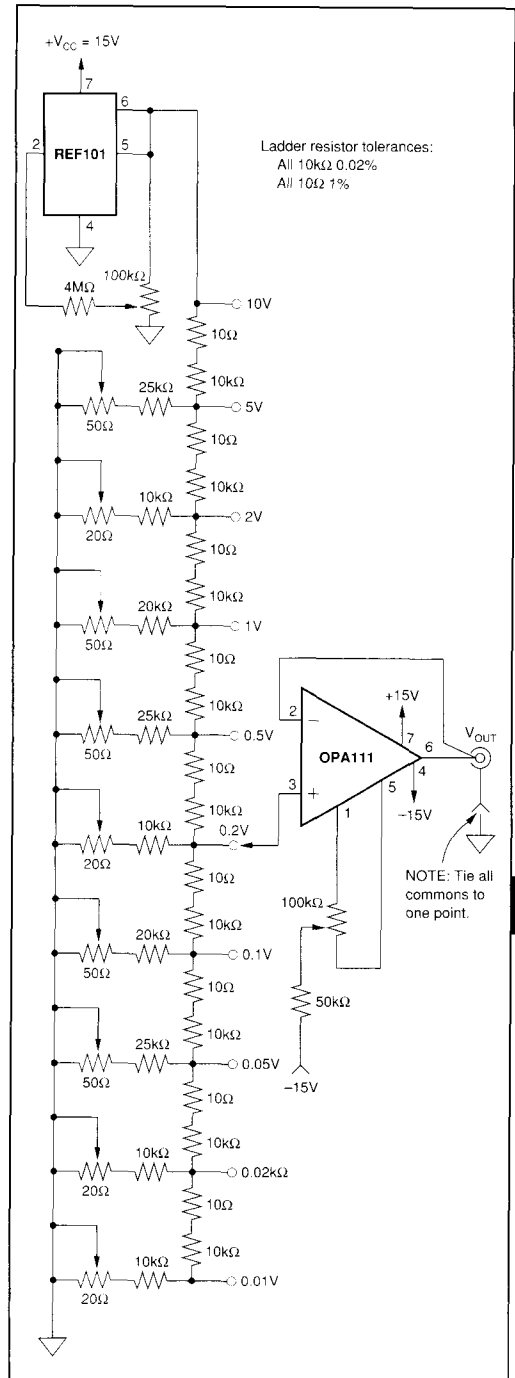 +VCC = 15V
7
6
2
REF101
5
4
Ladder resistor tolerances:
All 10kΩ 0.02%
All 10Ω 1%
100kΩ
4MΩ
10V
10Ω
10kΩ
25kΩ
5V
50Ω
10Ω
10kΩ
10kΩ
2V
20Ω
10Ω
10kΩ
20kΩ
1V
50Ω
10Ω
10kΩ
25kΩ
0.5V
50Ω
10Ω
10kΩ
10kΩ
0.2V
20Ω
10Ω
10kΩ
20kΩ
0.1V
50Ω
10Ω
10kΩ
25kΩ
0.05V
50Ω
10Ω
10kΩ
10kΩ
0.02kΩ
20Ω
10Ω
10kΩ
10kΩ
0.01V
20Ω
2
−
OPA111
3
+
+15V
7
6
VOUT
4
5
−15V
1
100kΩ
50kΩ
−15V
NOTE: Tie all
commons to
one point.